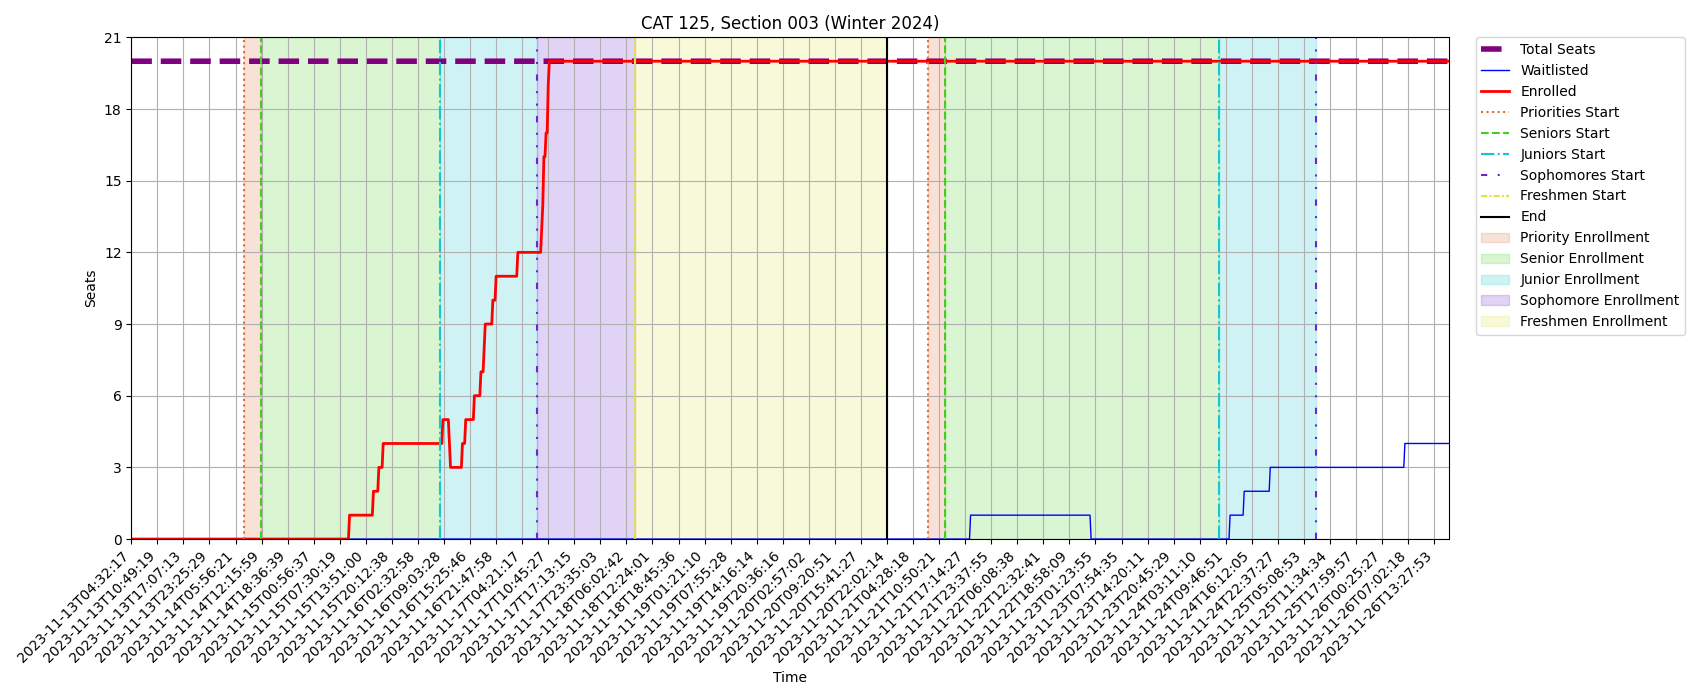 CAT 125, Section 003 (Winter 2024)
21
18
15
12
9
6
3
0
Seats
2023-11-13T04:32:17
2023-11-13T10:49:19
2023-11-13T17:07:13
2023-11-13T23:25:29
2023-11-14T05:56:21
2023-11-14T12:15:59
2023-11-14T18:36:39
2023-11-15T00:56:37
2023-11-15T07:30:19
2023-11-15T13:51:00
2023-11-15T20:12:38
2023-11-16T02:32:58
2023-11-16T09:03:28
2023-11-16T15:25:46
2023-11-16T21:47:58
2023-11-17T04:21:17
2023-11-17T10:45:27
2023-11-17T17:13:15
2023-11-17T23:35:03
2023-11-18T06:02:42
2023-11-18T12:24:01
2023-11-18T18:45:36
2023-11-19T01:21:10
2023-11-19T07:55:28
2023-11-19T14:16:14
2023-11-19T20:36:16
2023-11-20T02:57:02
2023-11-20T09:20:51
2023-11-20T15:41:27
2023-11-20T22:02:14
2023-11-21T04:28:18
2023-11-21T10:50:21
2023-11-21T17:14:27
2023-11-21T23:37:55
2023-11-22T06:08:38
2023-11-22T12:32:41
2023-11-22T18:58:09
2023-11-23T01:23:55
2023-11-23T07:54:35
2023-11-23T14:20:11
2023-11-23T20:45:29
2023-11-24T03:11:10
2023-11-24T09:46:51
2023-11-24T16:12:05
2023-11-24T22:37:27
2023-11-25T05:08:53
2023-11-25T11:34:34
2023-11-25T17:59:57
2023-11-26T00:25:27
2023-11-26T07:02:18
2023-11-26T13:27:53
Time
Total Seats
Waitlisted
Enrolled
Priorities Start
Seniors Start
Juniors Start
Sophomores Start
Freshmen Start
End
Priority Enrollment
Senior Enrollment
Junior Enrollment
Sophomore Enrollment
Freshmen Enrollment